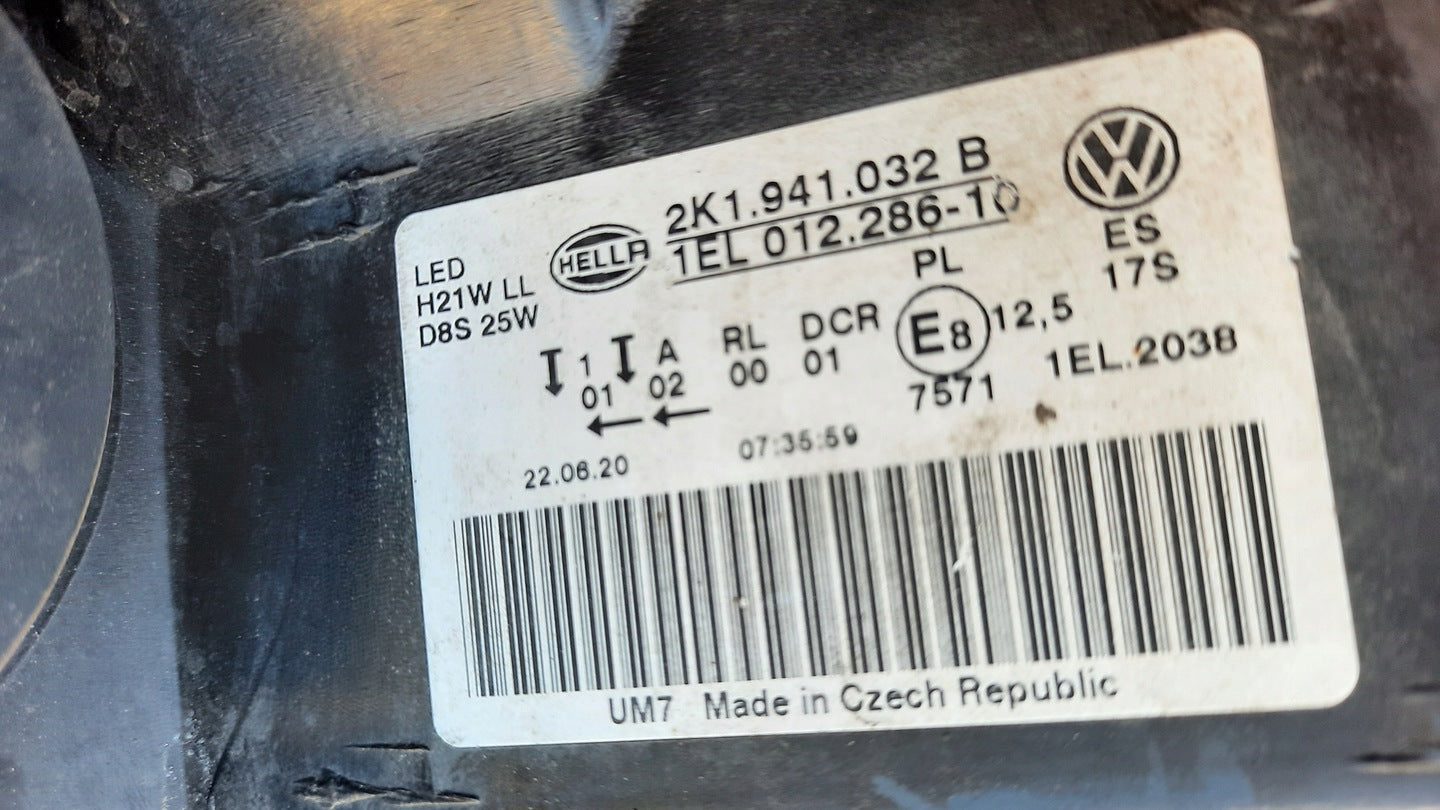 2K1.941.032 B
HELLA
1EL 012.286-10
LED
H21W LL
D8S 25W
VW
ES
17S
PL
1 A RL DCR E8 12,5
01 02 00 01
7571
1EL.2038
22.06.20 07:35:59
UM7 Made in Czech Republic